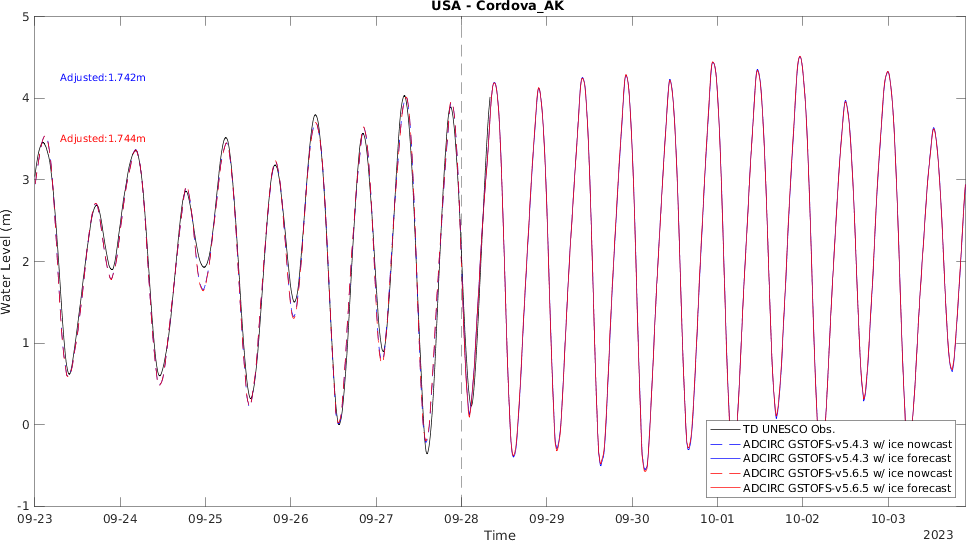 USA - Cordova_AK
5
Adjusted:1.742m
4
Adjusted:1.744m
3
Water Level (m)
2
1
0
-1
TD UNESCO Obs.
ADCIRC GSTOFS-v5.4.3 w/ ice nowcast
ADCIRC GSTOFS-v5.4.3 w/ ice forecast
ADCIRC GSTOFS-v5.6.5 w/ ice nowcast
ADCIRC GSTOFS-v5.6.5 w/ ice forecast
09-23 09-24 09-25 09-26 09-27 09-28 09-29 09-30 10-01 10-02 10-03
Time
2023